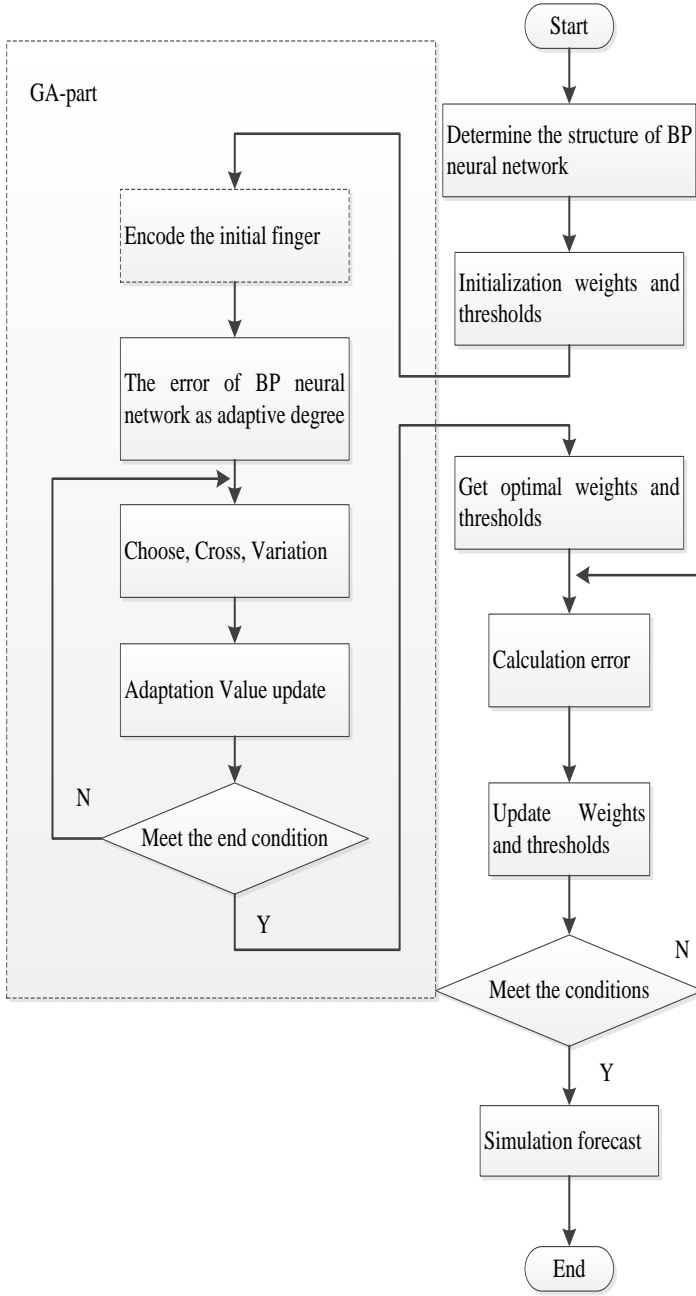 Start
Determine the structure of BP
neural network
Initialization weights and
thresholds
GA-part
Encode the initial finger
The error of BP neural
network as adaptive degree
Choose, Cross, Variation
Adaptation Value update
Meet the end condition
N
Y
Get optimal weights and
thresholds
Calculation error
Update Weights
and thresholds
Meet the conditions
N
Y
Simulation forecast
End